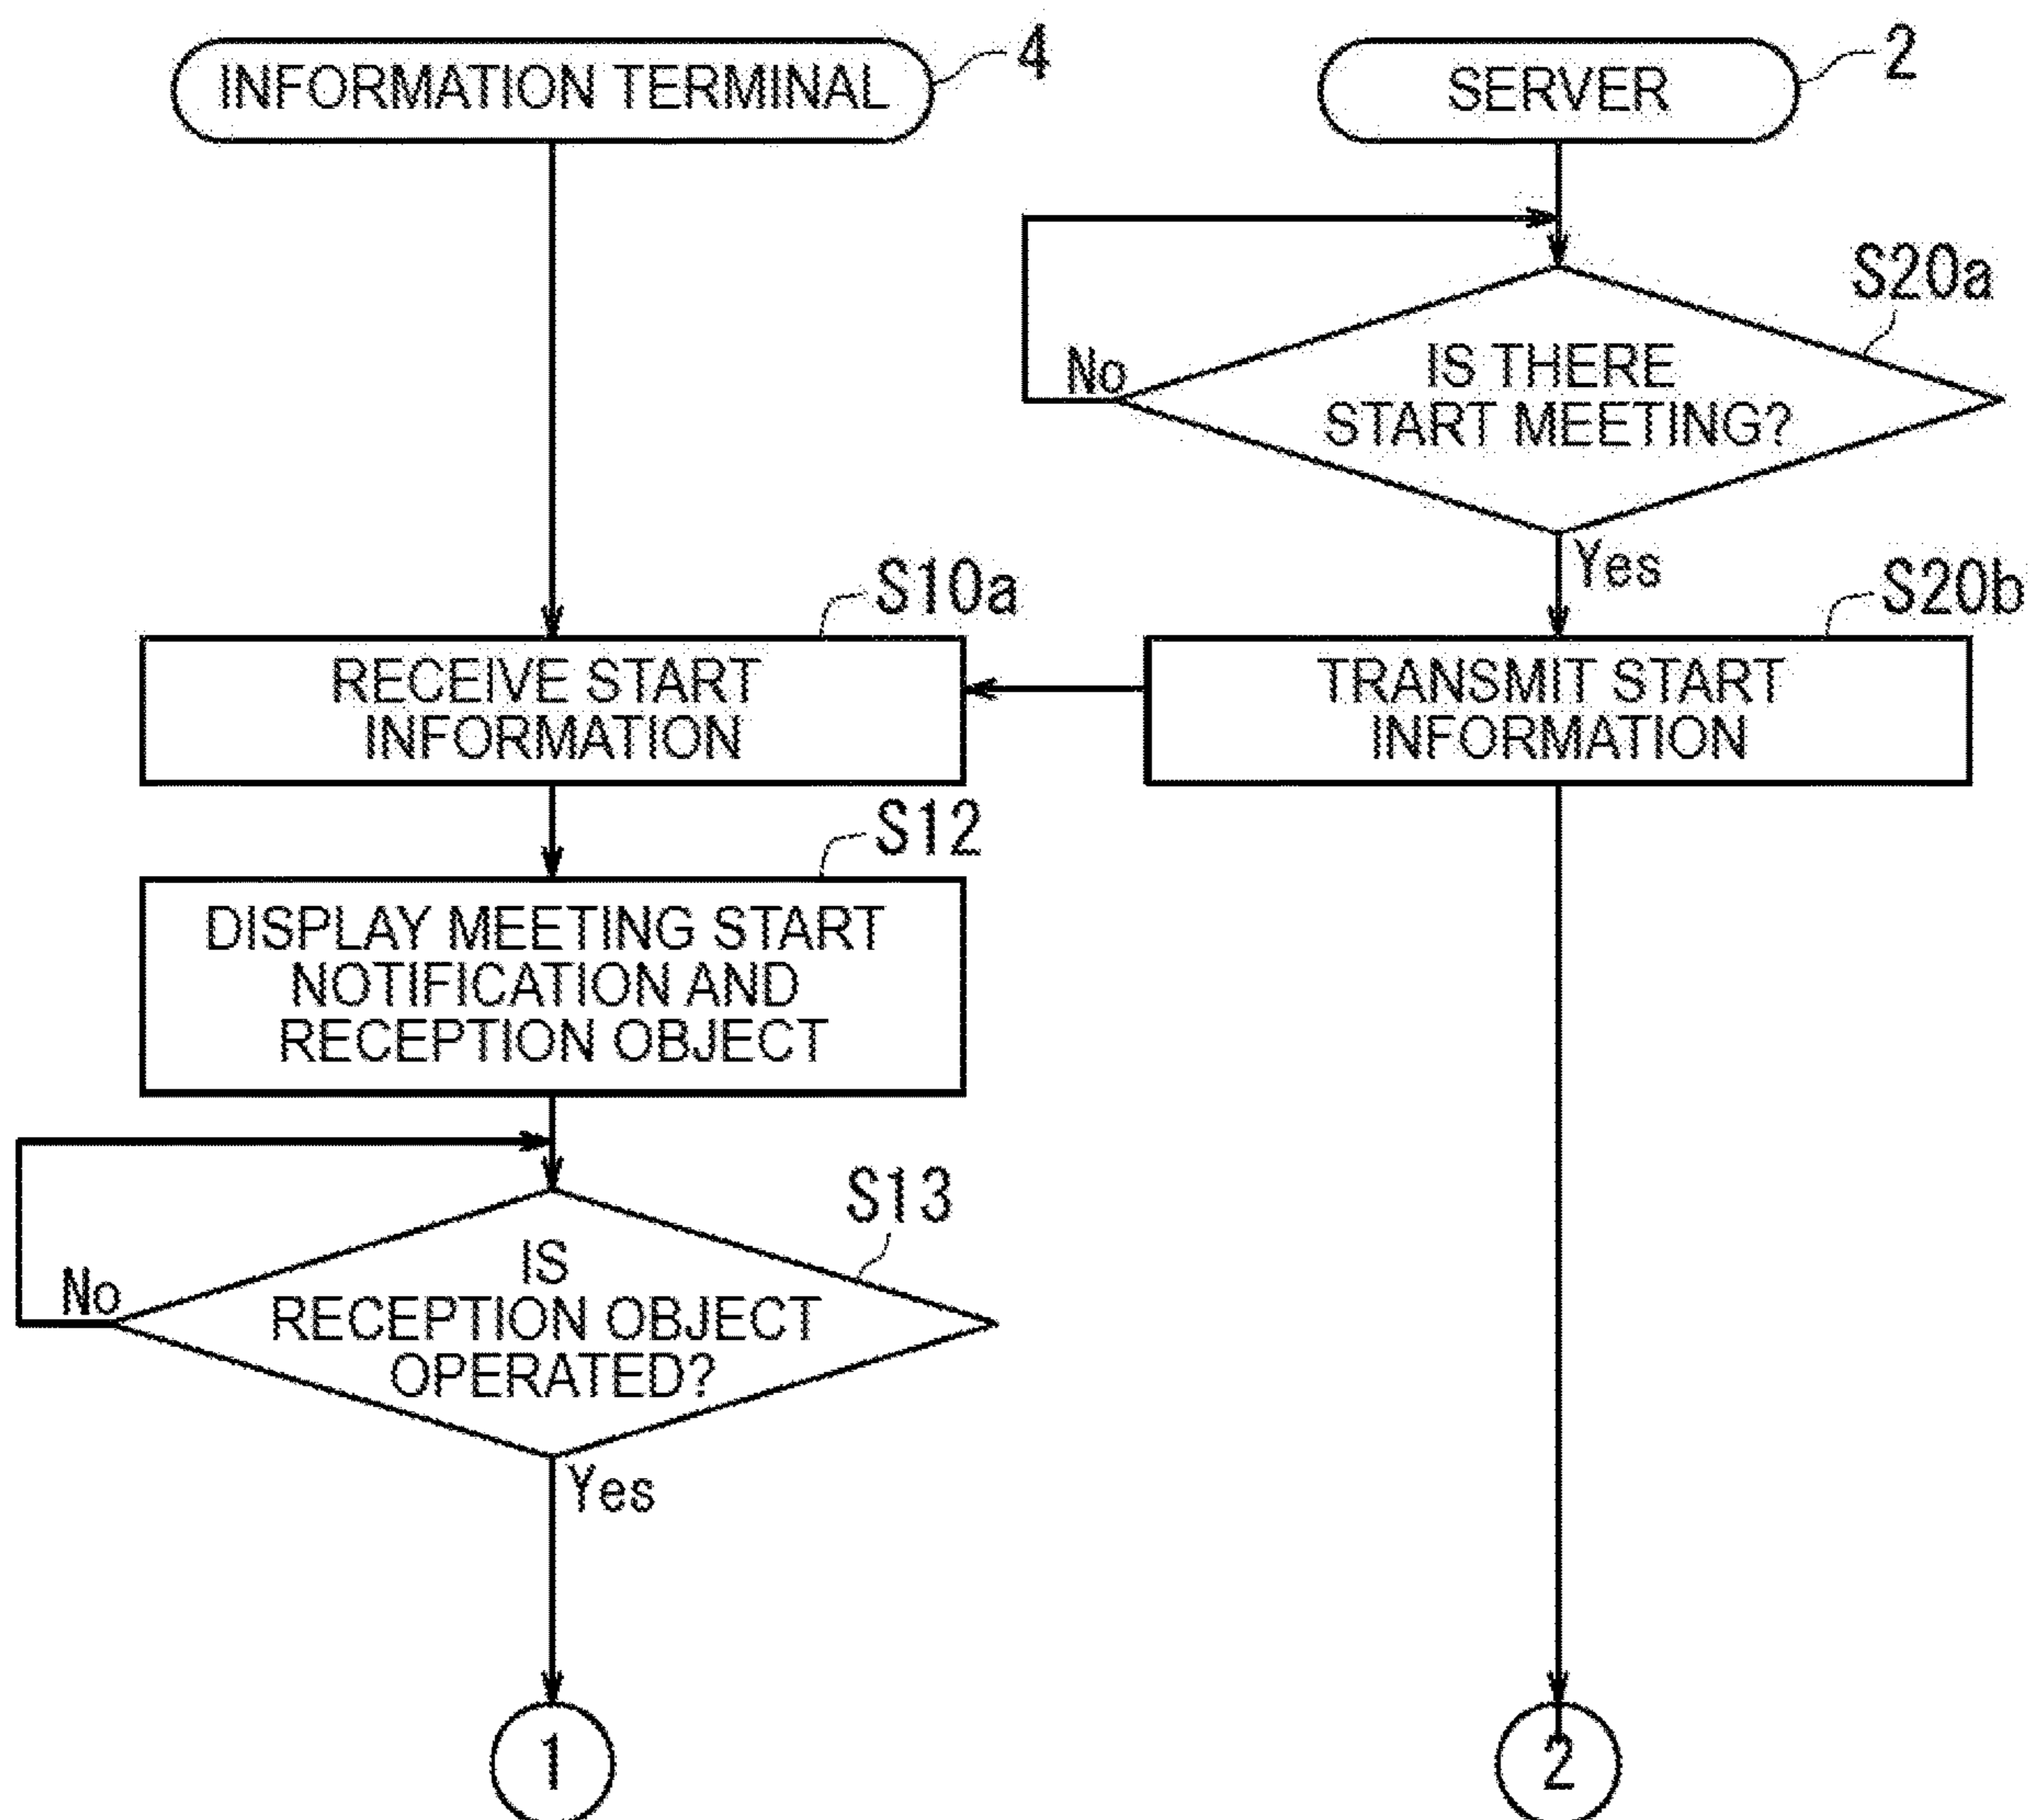 INFORMATION TERMINAL
4
SERVER
2
S20a
No
IS THERE
START MEETING?
Yes
S10a
S20b
RECEIVE START
INFORMATION
TRANSMIT START
INFORMATION
S12
DISPLAY MEETING START
NOTIFICATION AND
RECEPTION OBJECT
S13
No
IS
RECEPTION OBJECT
OPERATED?
Yes
1
2